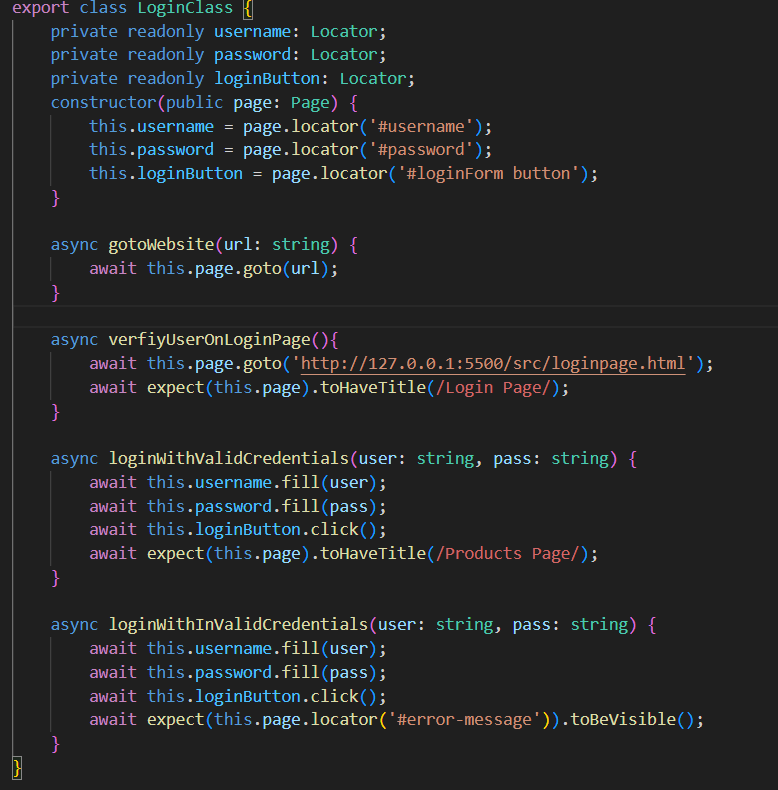 export class LoginClass {
    private readonly username: Locator;
    private readonly password: Locator;
    private readonly loginButton: Locator;
    constructor(public page: Page) {
        this.username = page.locator('#username');
        this.password = page.locator('#password');
        this.loginButton = page.locator('#loginForm button');
    }
    async gotoWebsite(url: string) {
        await this.page.goto(url);
    }
    async verfiyUserOnLoginPage(){
        await this.page.goto('http://127.0.0.1:5500/src/loginpage.html');
        await expect(this.page).toHaveTitle(/Login Page/);
    }
    async loginWithValidCredentials(user: string, pass: string) {
        await this.username.fill(user);
        await this.password.fill(pass);
        await this.loginButton.click();
        await expect(this.page).toHaveTitle(/Products Page/);
    }
    async loginWithInValidCredentials(user: string, pass: string) {
        await this.username.fill(user);
        await this.password.fill(pass);
        await this.loginButton.click();
        await expect(this.page.locator('#error-message')).toBeVisible();
    }
}